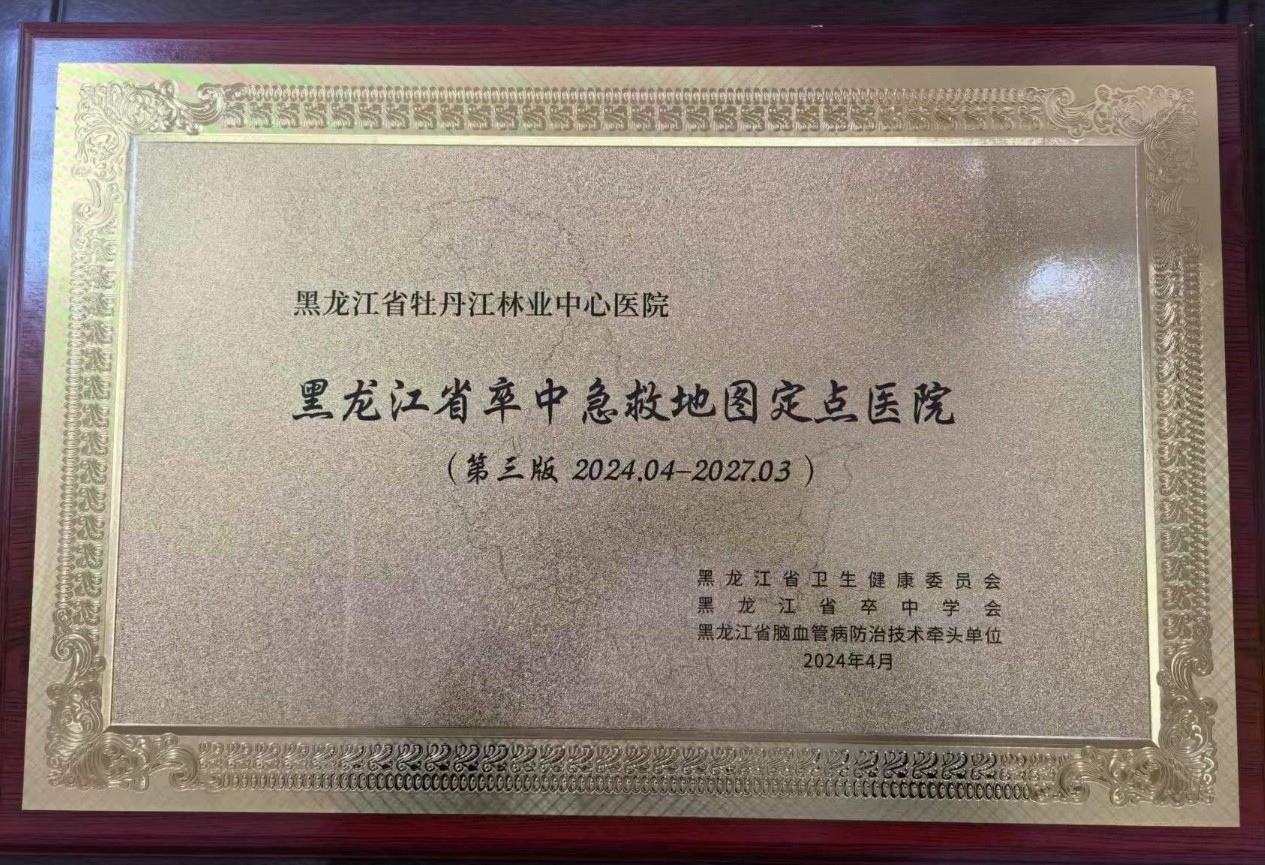 黑龙江省牡丹江林业中心医院
黑龙江省卒中急救地图定点医院
（第三版 2024.04-2027.03）
黑龙江省卫生健康委员会
黑龙江省卒中学会
黑龙江省脑血管病防治技术牵头单位
2024年4月